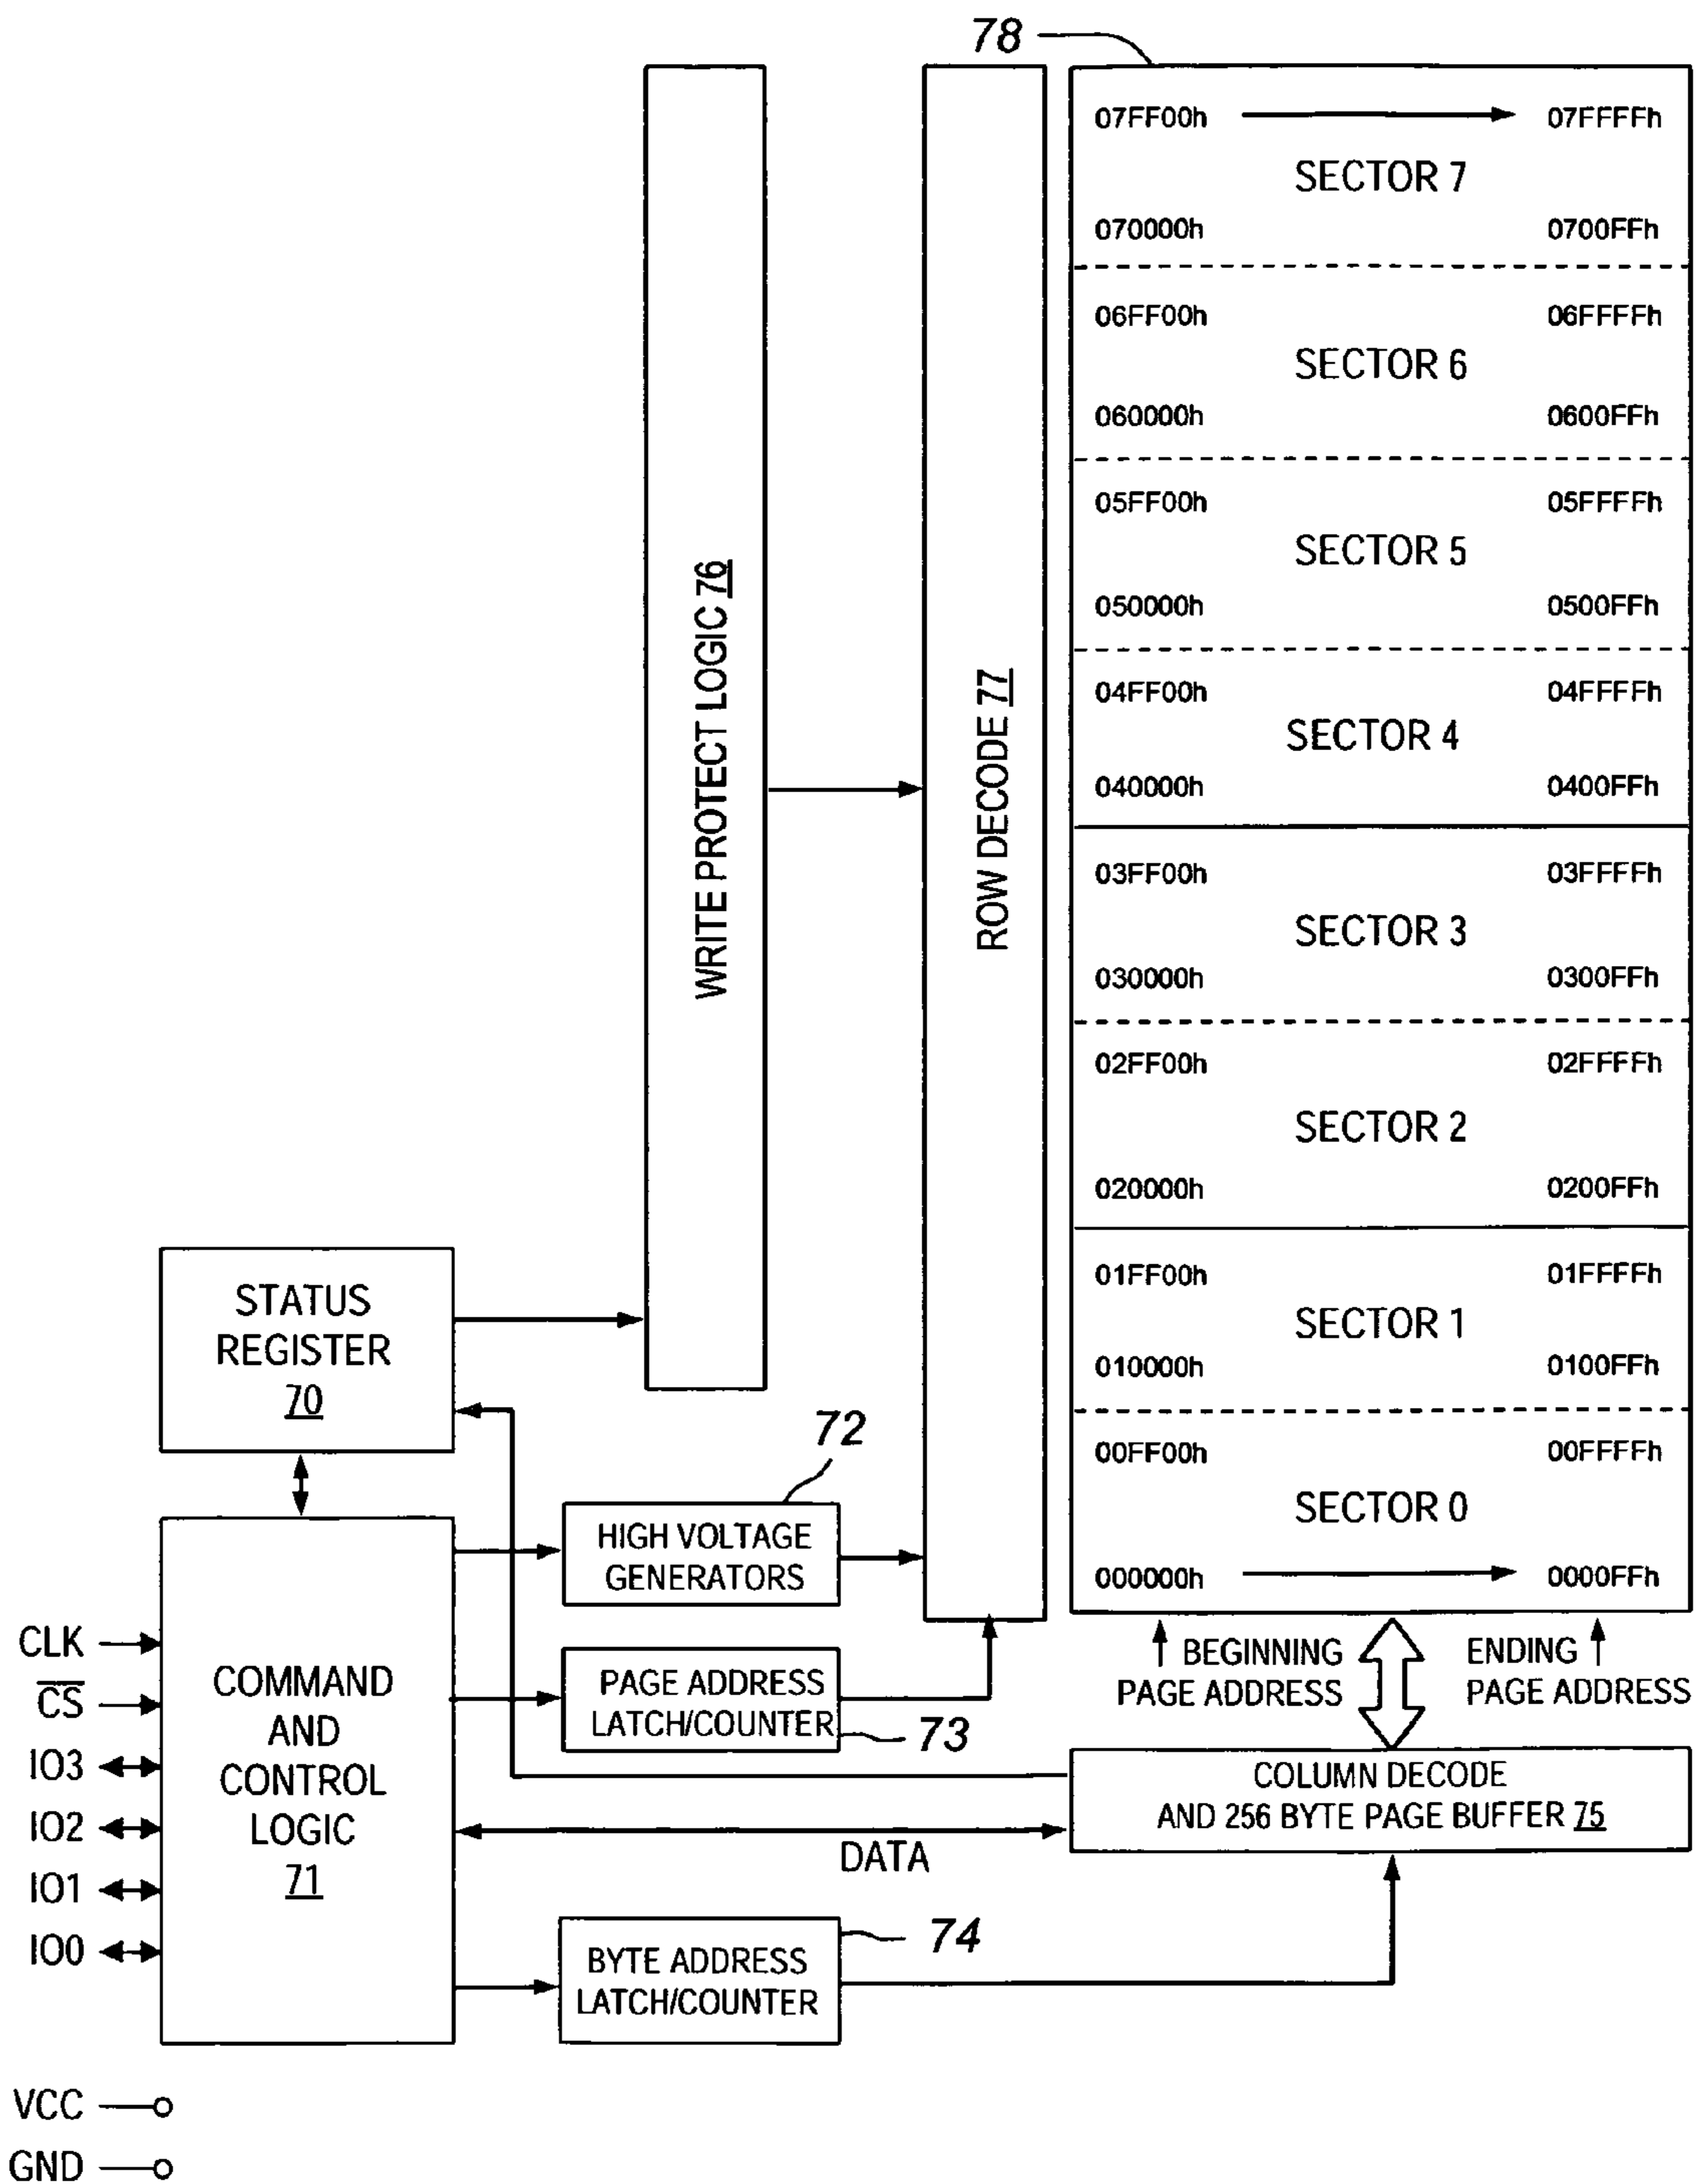 78
07FF00h 07FFFFh
SECTOR 7
070000h 0700FFh
06FF00h 06FFFFh
SECTOR 6
060000h 0600FFh
05FF00h 05FFFFh
SECTOR 5
050000h 0500FFh
04FF00h 04FFFFh
SECTOR 4
040000h 0400FFh
03FF00h 03FFFFh
SECTOR 3
030000h 0300FFh
02FF00h 02FFFFh
SECTOR 2
020000h 0200FFh
01FF00h 01FFFFh
SECTOR 1
010000h 0100FFh
00FF00h 00FFFFh
SECTOR 0
000000h 0000FFh
WRITE PROTECT LOGIC 76
ROW DECODE 77
STATUS
REGISTER
70
72
HIGH VOLTAGE
GENERATORS
PAGE ADDRESS
LATCH/COUNTER
73
BEGINNING
PAGE ADDRESS
ENDING
PAGE ADDRESS
CLK
CS
IO3
IO2
IO1
IO0
COMMAND
AND
CONTROL
LOGIC
71
COLUMN DECODE
AND 256 BYTE PAGE BUFFER 75
DATA
74
BYTE ADDRESS
LATCH/COUNTER
VCC
GND